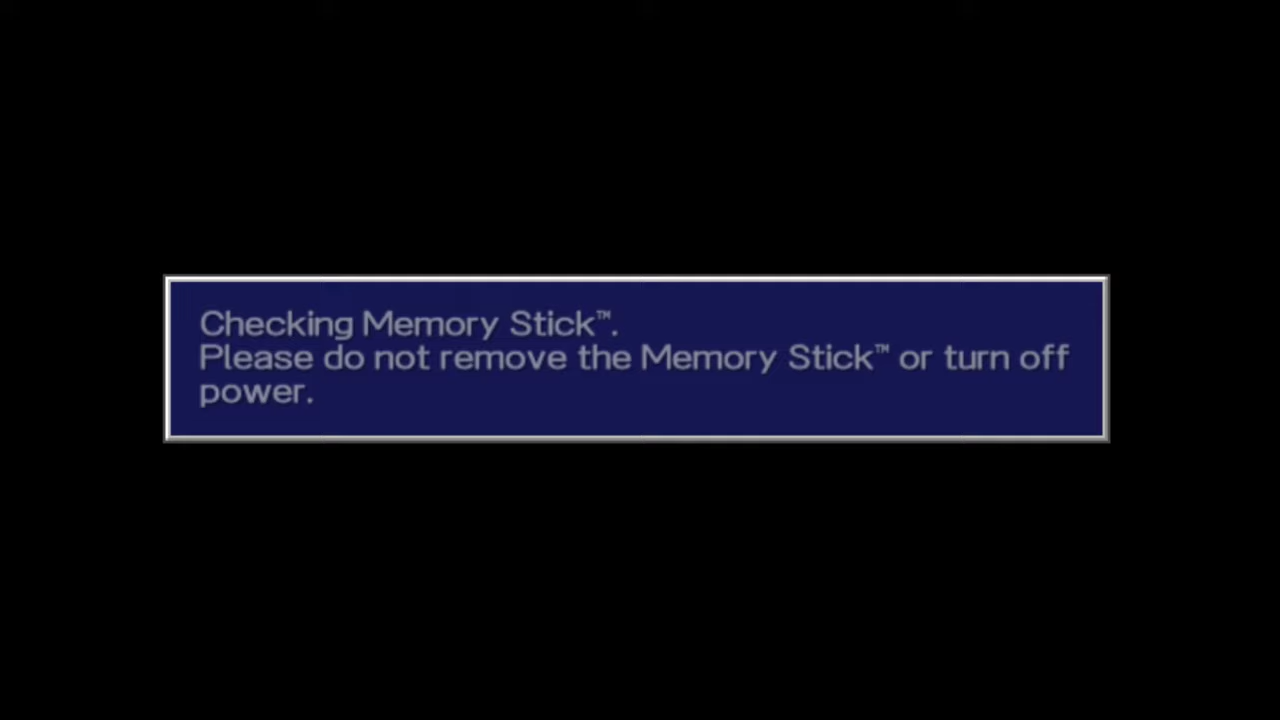 Checking Memory Stick™.
Please do not remove the Memory Stick™ or turn off
power.